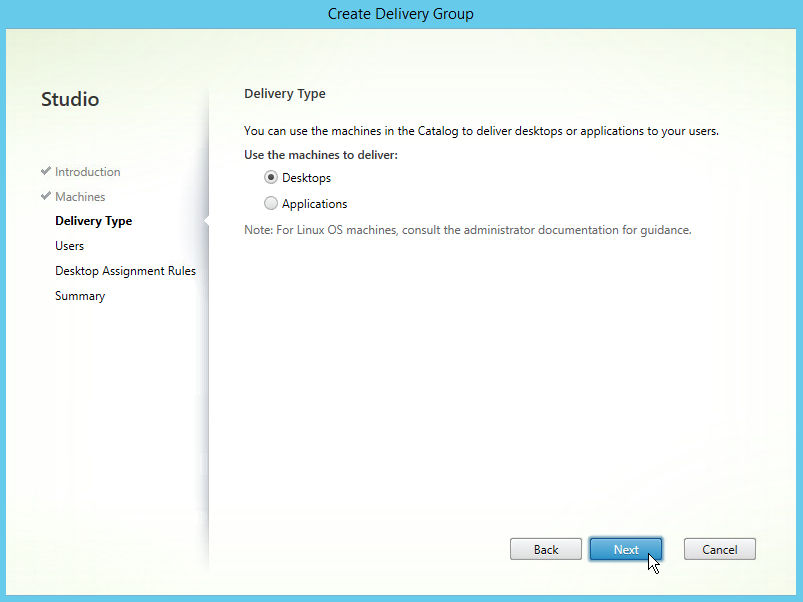 Create Delivery Group
Studio
Introduction
Machines
Delivery Type
Users
Desktop Assignment Rules
Summary
Delivery Type
You can use the machines in the Catalog to deliver desktops or applications to your users.
Use the machines to deliver:
Desktops
Applications
Note: For Linux OS machines, consult the administrator documentation for guidance.
Back
Next
Cancel